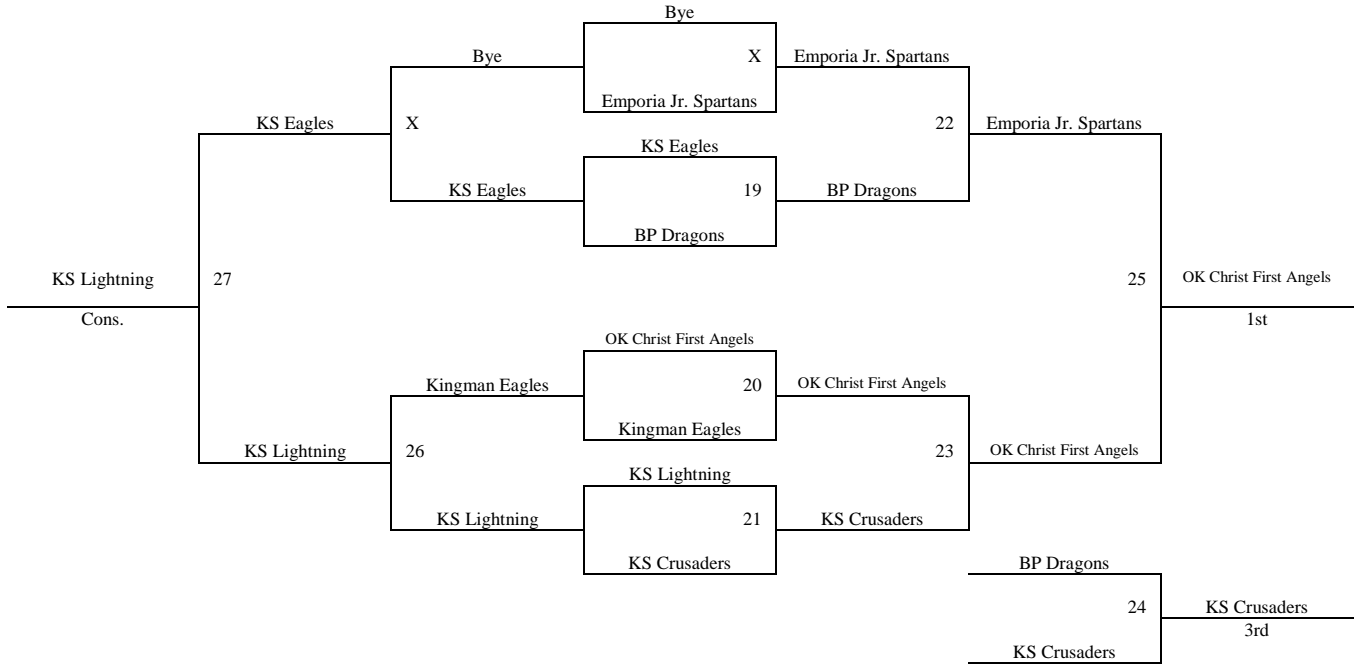 Bye
Bye
X
Emporia Jr. Spartans
Emporia Jr. Spartans
KS Eagles
X
22
Emporia Jr. Spartans
KS Eagles
KS Eagles
19
BP Dragons
BP Dragons
KS Lightning
27
25
OK Christ First Angels
Cons.
1st
OK Christ First Angels
Kingman Eagles
20
OK Christ First Angels
Kingman Eagles
KS Lightning
26
23
OK Christ First Angels
KS Lightning
KS Lightning
21
KS Crusaders
KS Crusaders
BP Dragons
24
KS Crusaders
3rd
KS Crusaders